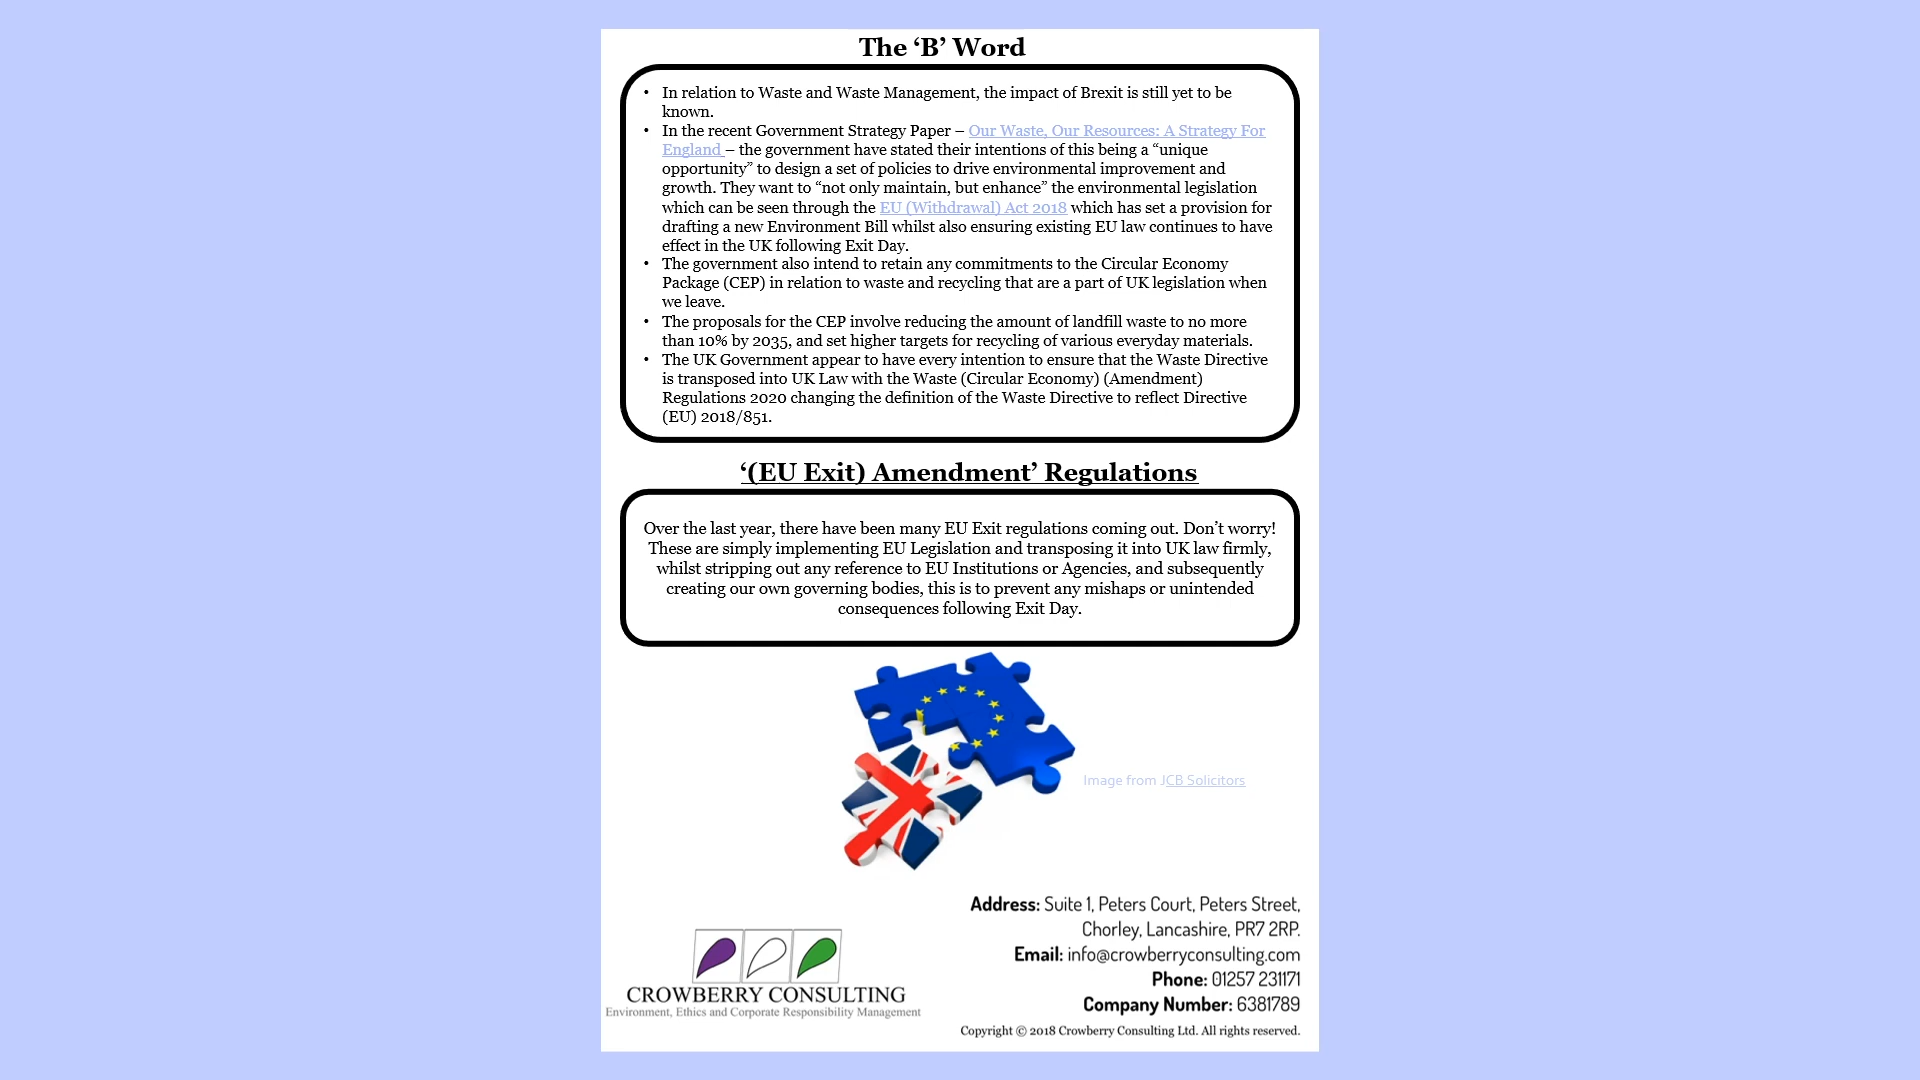 The ‘B’ Word
• In relation to Waste and Waste Management, the impact of Brexit is still yet to be
known.
• In the recent Government Strategy Paper – Our Waste, Our Resources: A Strategy For
England – the government have stated their intentions of this being a “unique
opportunity” to design a set of policies to drive environmental improvement and
growth. They want to “not only maintain, but enhance” the environmental legislation
which can be seen through the EU (Withdrawal) Act 2018 which has set a provision for
drafting a new Environment Bill whilst also ensuring existing EU law continues to have
effect in the UK following Exit Day.
• The government also intend to retain any commitments to the Circular Economy
Package (CEP) in relation to waste and recycling that are a part of UK legislation when
we leave.
• The proposals for the CEP involve reducing the amount of landfill waste to no more
than 10% by 2035, and set higher targets for recycling of various everyday materials.
• The UK Government appear to have every intention to ensure that the Waste Directive
is transposed into UK Law with the Waste (Circular Economy) (Amendment)
Regulations 2020 changing the definition of the Waste Directive to reflect Directive
(EU) 2018/851.
‘(EU Exit) Amendment’ Regulations
Over the last year, there have been many EU Exit regulations coming out. Don’t worry!
These are simply implementing EU Legislation and transposing it into UK law firmly,
whilst stripping out any reference to EU Institutions or Agencies, and subsequently
creating our own governing bodies, this is to prevent any mishaps or unintended
consequences following Exit Day.
Image from JCB Solicitors
Address: Suite 1, Peters Court, Peters Street,
Chorley, Lancashire, PR7 2RP.
Email: info@crowberryconsulting.com
Phone: 01257 231171
Company Number: 6381789
Copyright © 2018 Crowberry Consulting Ltd. All rights reserved.
CROWBERRY CONSULTING
Environment, Ethics and Corporate Responsibility Management